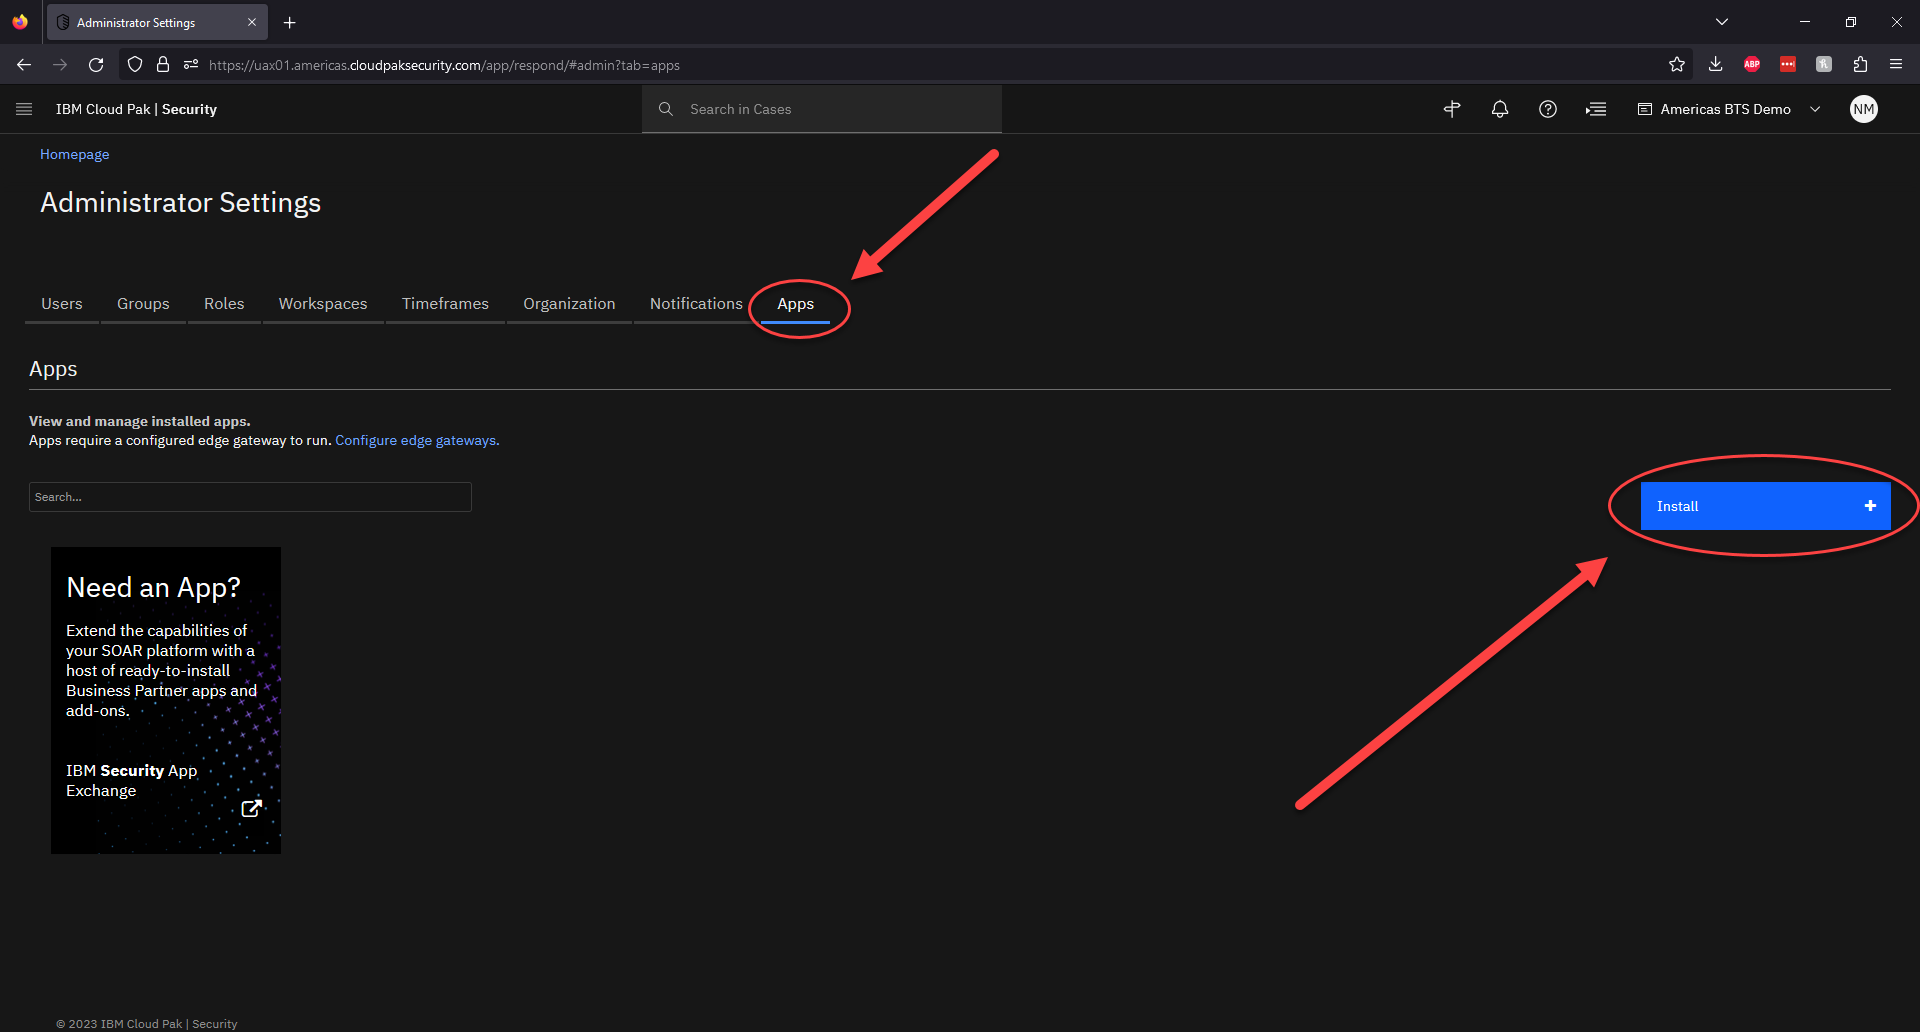 Administrator Settings
https://uax01.americas.cloudpaksecurity.com/app/respond/#admin?tab=apps
ABP
IBM Cloud Pak | Security
Search in Cases
Americas BTS Demo
NM
Homepage
Administrator Settings
Users Groups Roles Workspaces Timeframes Organization Notifications Apps
Apps
View and manage installed apps.
Apps require a configured edge gateway to run. Configure edge gateways.
Search...
Install
Need an App?
Extend the capabilities of
your SOAR platform with a
host of ready-to-install
Business Partner apps and
add-ons.
IBM Security App
Exchange
© 2023 IBM Cloud Pak | Security